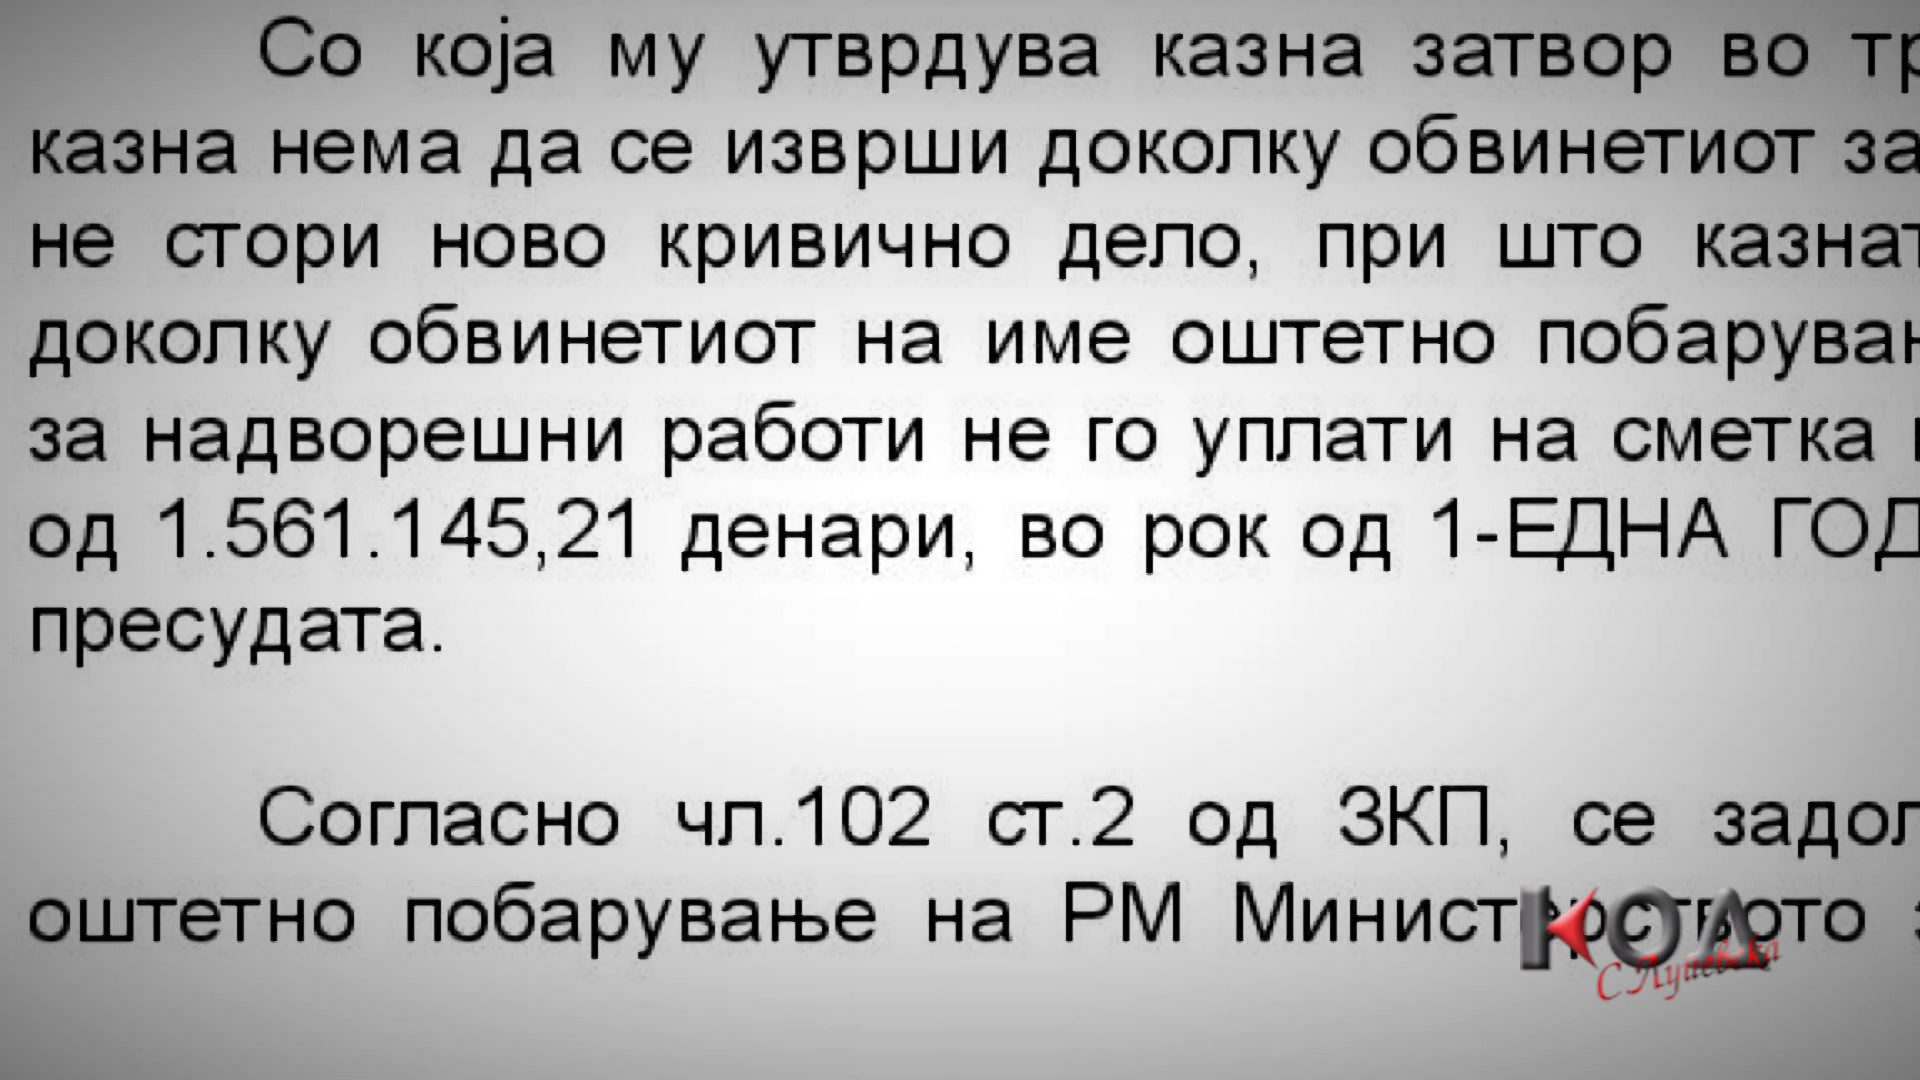 Со која му утврдува казна затвор во тр
казна нема да се изврши доколку обвинетиот за
не стори ново кривично дело, при што казнат
доколку обвинетиот на име оштетно побаруван
за надворешни работи не го уплати на сметка
од 1.561.145,21 денари, во рок од 1-ЕДНА ГОД
пресудата.
Согласно чл.102 ст.2 од ЗКП, се задол
оштетно побарување на РМ Министерството з
КОД
С.Лупевска